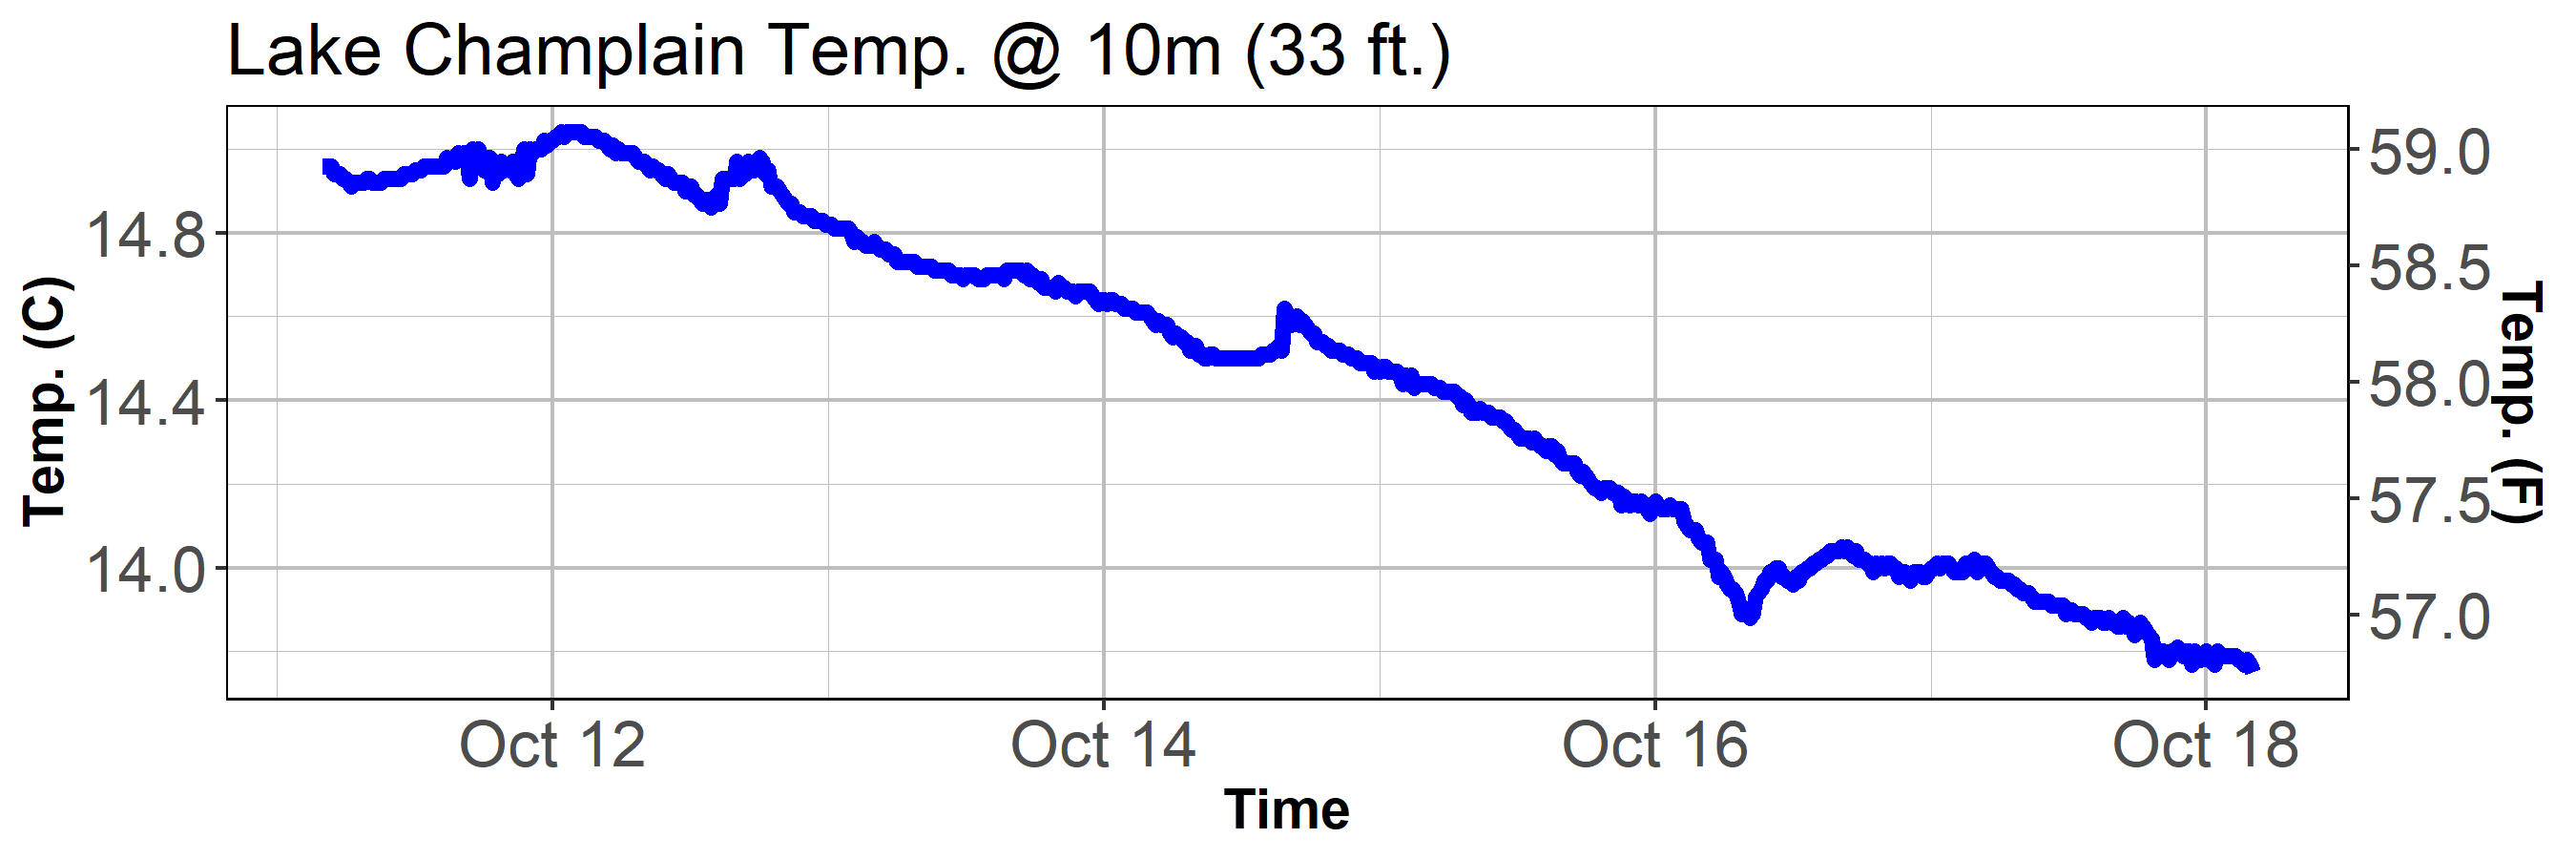 Lake Champlain Temp. @ 10m (33 ft.)
Temp. (C)
14.8
14.4
14.0
59.0
58.5
58.0
57.5
57.0
Temp. (F)
Oct 12
Oct 14
Oct 16
Oct 18
Time